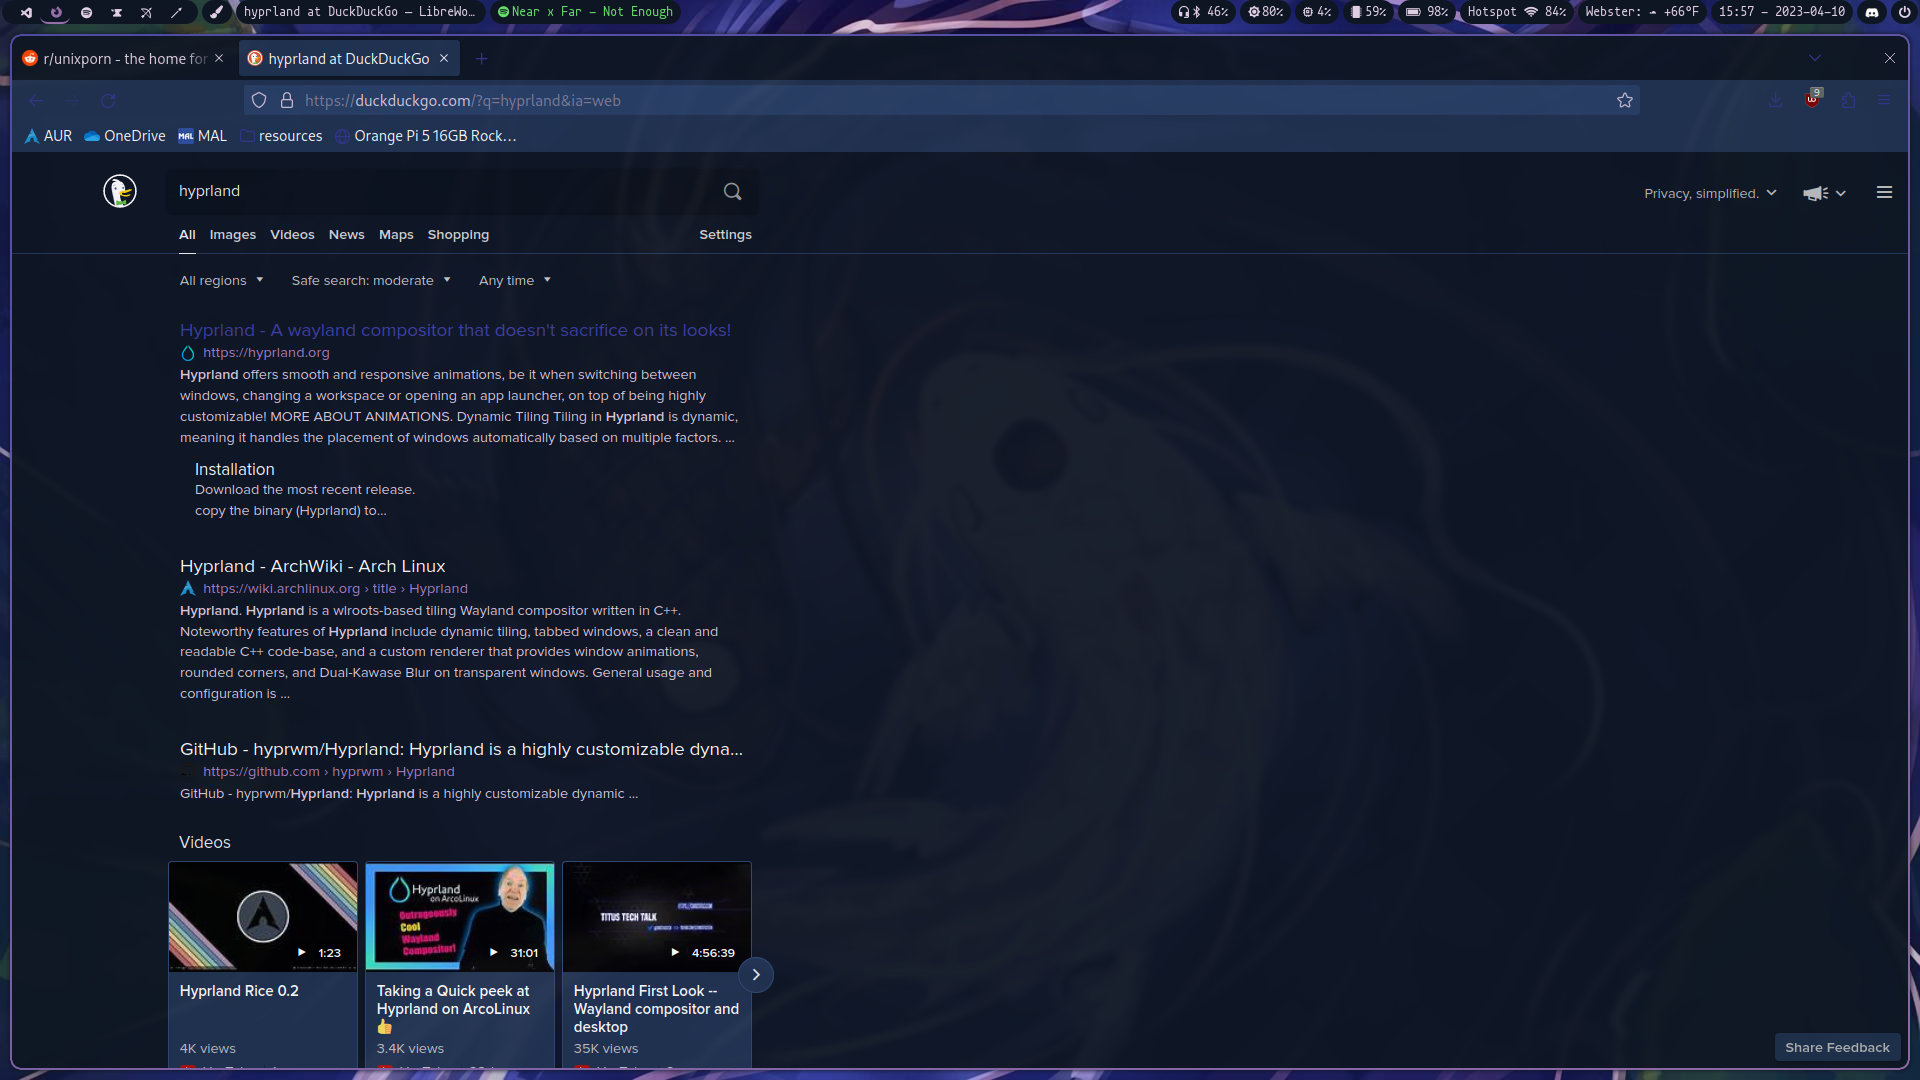 hyprland at DuckDuckGo — LibreWo…
Near x Far – Not Enough
46%
80%
4%
59%
98%
Hotspot 84%
Webster: +66°F
15:57 – 2023-04-10
r/unixporn - the home for
hyprland at DuckDuckGo
https://duckduckgo.com/?q=hyprland&ia=web
9
AUR
OneDrive
MAL MAL
resources
Orange Pi 5 16GB Rock…
hyprland
Privacy, simplified.
All Images Videos News Maps Shopping Settings
All regions Safe search: moderate Any time
Hyprland - A wayland compositor that doesn't sacrifice on its looks!
https://hyprland.org
Hyprland offers smooth and responsive animations, be it when switching between
windows, changing a workspace or opening an app launcher, on top of being highly
customizable! MORE ABOUT ANIMATIONS. Dynamic Tiling Tiling in Hyprland is dynamic,
meaning it handles the placement of windows automatically based on multiple factors. ...
Installation
Download the most recent release.
copy the binary (Hyprland) to…
Hyprland - ArchWiki - Arch Linux
https://wiki.archlinux.org › title › Hyprland
Hyprland. Hyprland is a wlroots-based tiling Wayland compositor written in C++.
Noteworthy features of Hyprland include dynamic tiling, tabbed windows, a clean and
readable C++ code-base, and a custom renderer that provides window animations,
rounded corners, and Dual-Kawase Blur on transparent windows. General usage and
configuration is ...
GitHub - hyprwm/Hyprland: Hyprland is a highly customizable dyna...
https://github.com › hyprwm › Hyprland
GitHub - hyprwm/Hyprland: Hyprland is a highly customizable dynamic ...
Videos
1:23
Hyprland
on ArcoLinux
Outrageously
Cool
Wayland
Compositor!
31:01
TITUS TECH TALK
4:56:39
Hyprland Rice 0.2
4K views
Taking a Quick peek at
Hyprland on ArcoLinux
👍
3.4K views
Hyprland First Look --
Wayland compositor and
desktop
35K views
Share Feedback